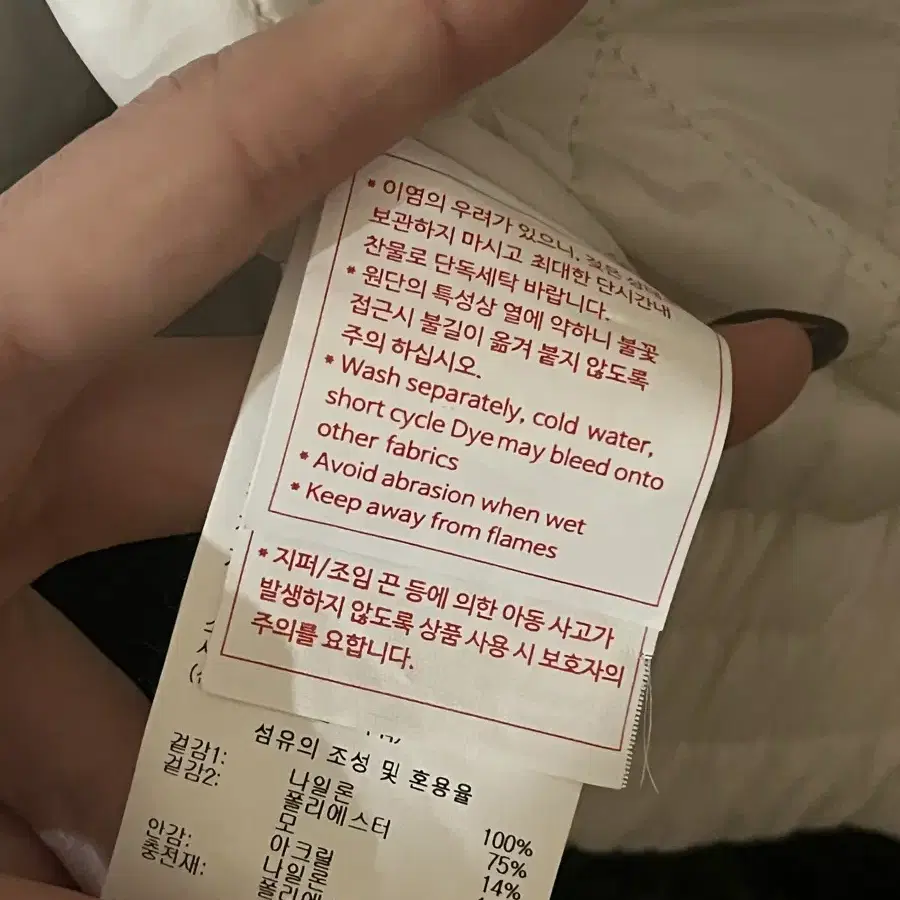 * 이염의 우려가 있으니, 젖은
보관하지 마시고 최대한 단시간내
찬물로 단독세탁 바랍니다.
* 원단의 특성상 열에 약하니 불꽃
접근시 불길이 옮겨 붙지 않도록
주의 하십시오.
* Wash separately, cold water,
short cycle Dye may bleed onto
other fabrics
* Avoid abrasion when wet
* Keep away from flames
* 지퍼/조임 끈 등에 의한 아동 사고가
발생하지 않도록 상품 사용 시 보호자의
주의를 요합니다.
섬유의 조성 및 혼용율
겉감1: 나일론 100%
겉감2: 폴리에스터 75%
모 14%
아크릴
안감: 나일론
충전재: